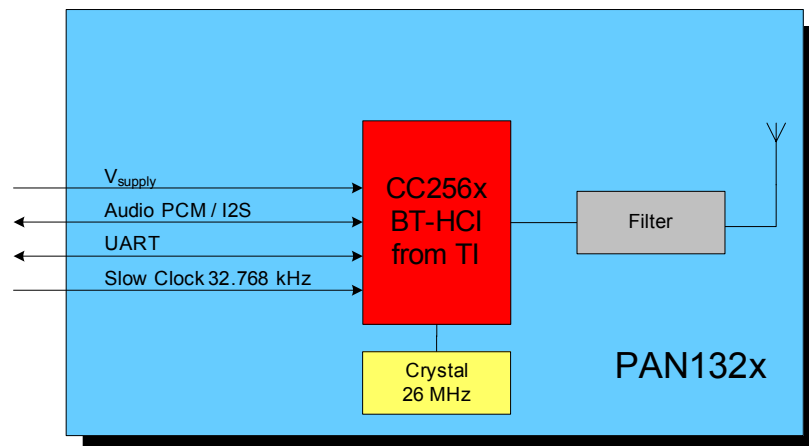 Vsupply
Audio PCM / I2S
UART
Slow Clock 32.768 kHz
CC256x
BT-HCI
from TI
Filter
Crystal
26 MHz
PAN132x